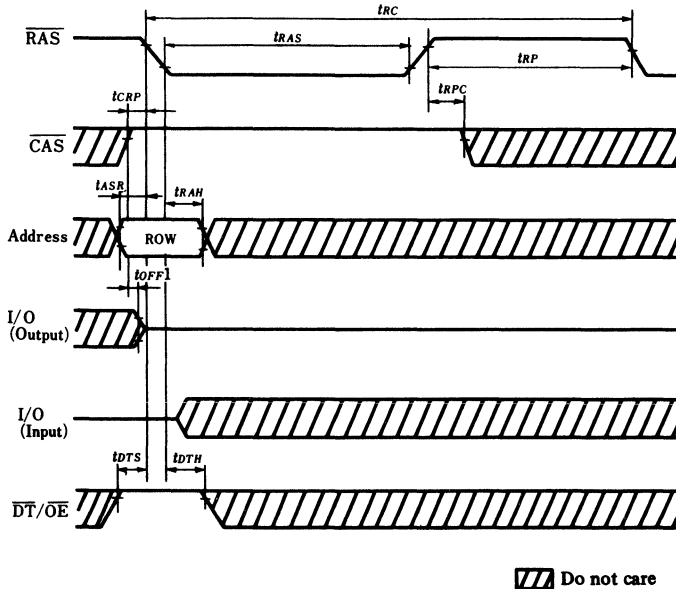 tRC
RAS
tRAS
tRP
tCRP
tRPC
CAS
tASR
tRAH
Address
ROW
tOFF1
I/O
(Output)
I/O
(Input)
tDTS
tDTH
DT/OE
Do not care